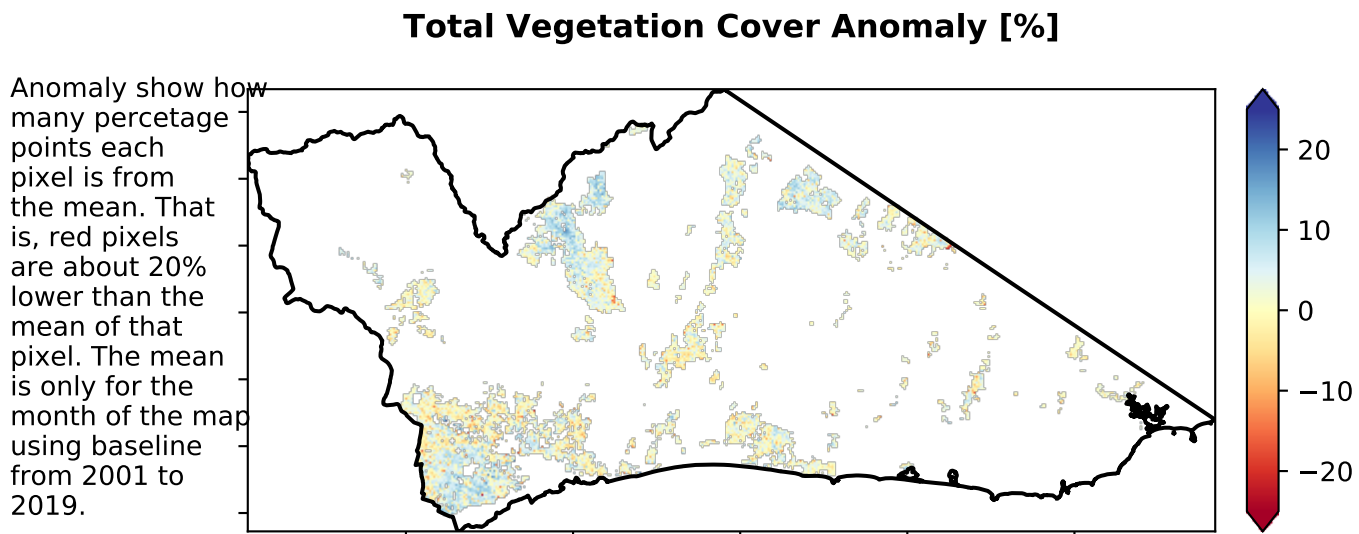 Total Vegetation Cover Anomaly [%]
Anomaly show how
many percetage
points each
pixel is from
the mean. That
is, red pixels
are about 20%
lower than the
mean of that
pixel. The mean
is only for the
month of the map
using baseline
from 2001 to
2019.
20
10
0
−10
−20